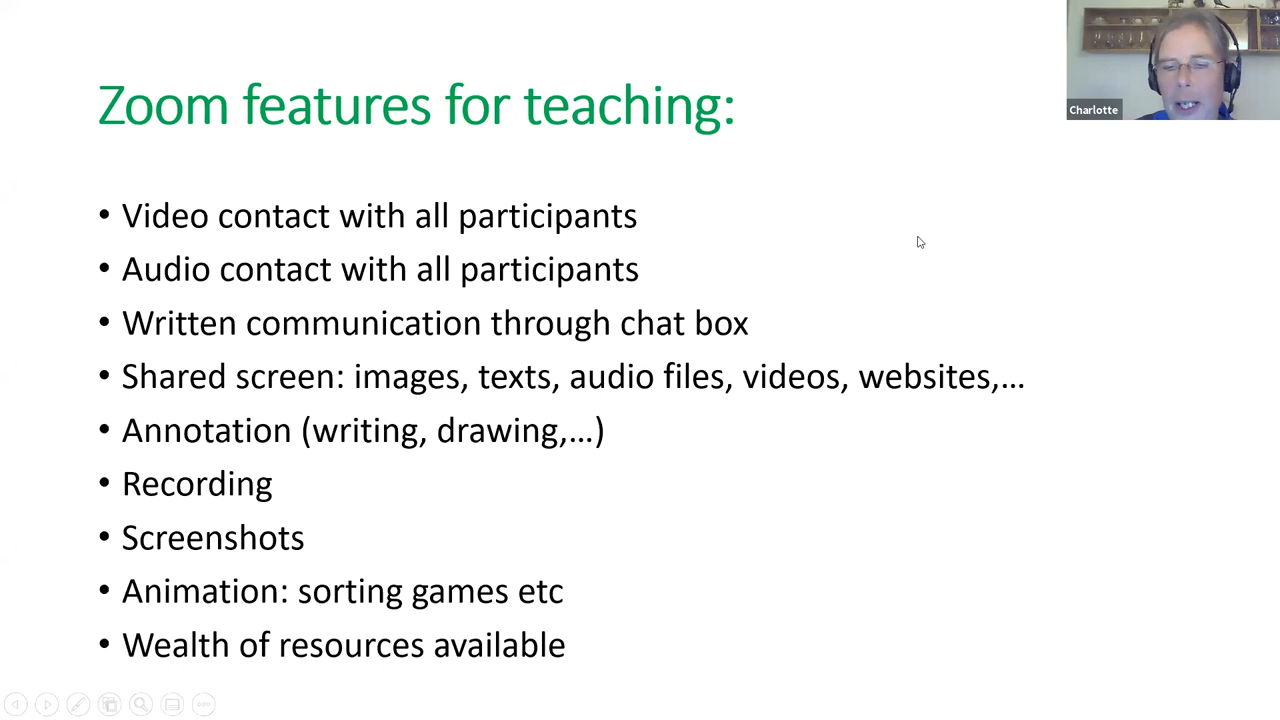 Zoom features for teaching:
Charlotte
• Video contact with all participants
• Audio contact with all participants
• Written communication through chat box
• Shared screen: images, texts, audio files, videos, websites,…
• Annotation (writing, drawing,…)
• Recording
• Screenshots
• Animation: sorting games etc
• Wealth of resources available